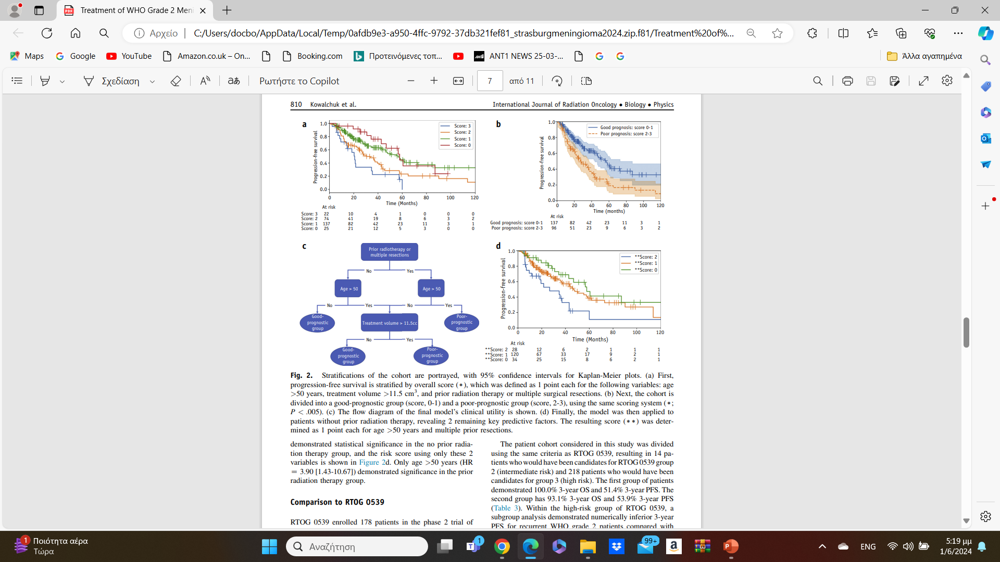 Treatment of WHO Grade 2 Meni
Αρχείο
C:/Users/docbo/AppData/Local/Temp/0afdb9e3-a950-4ffc-9792-37db321fef81_strasburgmeningioma2024.zip.f81/Treatment%20of%...
Maps
Google
YouTube
Amazon.co.uk – On...
Booking.com
Προτεινόμενες τοπ...
ANT1 NEWS 25-03-...
Άλλα αγαπημένα
Σχεδίαση
aあ
Ρωτήστε το Copilot
7
από 11
810 Kowalchuk et al.
International Journal of Radiation Oncology • Biology • Physics
a
Progression-free survival
1.0
0.8
0.6
0.4
0.2
0.0
Score: 3
Score: 2
Score: 1
Score: 0
0 20 40 60 80 100 120
Time (Months)
At risk
Score: 3 22 10 4 1 0 0 0
Score: 2 74 41 19 8 6 3 2
Score: 1 137 82 42 23 11 3 1
Score: 0 25 21 12 5 3 0 0
b
Progression-free survival
1.0
0.8
0.6
0.4
0.2
0.0
Good prognosis: score 0-1
Poor prognosis: score 2-3
0 20 40 60 80 100 120
Time (months)
At risk
Good prognosis: score 0-1 137 82 42 23 11 3 1
Poor prognosis: score 2-3 96 51 23 9 6 3 2
c
Prior radiotherapy or
multiple resections
No
Yes
Age > 50
Age > 50
No
Yes
No
Yes
Good-
prognostic
group
Treatment volume > 11.5cc
Poor-
prognostic
group
No
Yes
Good-
prognostic
group
Poor-
prognostic
group
d
Progression-free survival
1.0
0.8
0.6
0.4
0.2
0.0
**Score: 2
**Score: 1
**Score: 0
0 20 40 60 80 100 120
Time (Months)
At risk
**Score: 2 28 12 6 2 1 1 1
**Score: 1 120 67 33 17 9 2 1
**Score: 0 34 25 15 8 6 2 1
Fig. 2. Stratifications of the cohort are portrayed, with 95% confidence intervals for Kaplan-Meier plots. (a) First,
progression-free survival is stratified by overall score (*), which was defined as 1 point each for the following variables: age
>50 years, treatment volume >11.5 cm³, and prior radiation therapy or multiple surgical resections. (b) Next, the cohort is
divided into a good-prognostic group (score, 0-1) and a poor-prognostic group (score, 2-3), using the same scoring system (*;
P < .005). (c) The flow diagram of the final model's clinical utility is shown. (d) Finally, the model was then applied to
patients without prior radiation therapy, revealing 2 remaining key predictive factors. The resulting score (**) was deter-
mined as 1 point each for age >50 years and multiple prior resections.
demonstrated statistical significance in the no prior radia-
tion therapy group, and the risk score using only these 2
variables is shown in Figure 2d. Only age >50 years (HR
= 3.90 [1.43-10.67]) demonstrated significance in the prior
radiation therapy group.
Comparison to RTOG 0539
RTOG 0539 enrolled 178 patients in the phase 2 trial of
The patient cohort considered in this study was divided
using the same criteria as RTOG 0539, resulting in 14 pa-
tients who would have been candidates for RTOG 0539 group
2 (intermediate risk) and 218 patients who would have been
candidates for group 3 (high risk). The first group of patients
demonstrated 100.0% 3-year OS and 51.4% 3-year PFS. The
second group has 93.1% 3-year OS and 53.9% 3-year PFS
(Table 3). Within the high-risk group of RTOG 0539, a
subgroup analysis demonstrated numerically inferior 3-year
PFS for recurrent WHO grade 2 patients compared with
1
Ποιότητα αέρα
Τώρα
Αναζήτηση
1
99+
ENG
5:19 μμ
1/6/2024